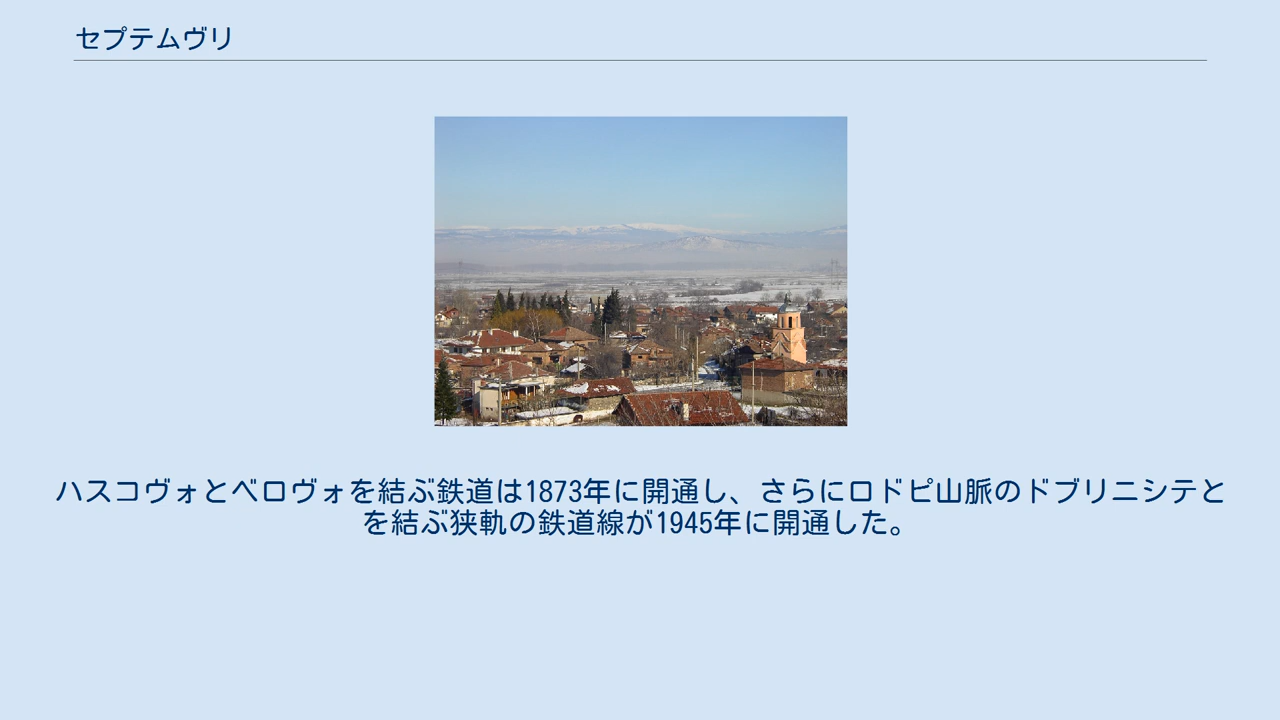 セプテムヴリ
ハスコヴォとベロヴォを結ぶ鉄道は1873年に開通し、さらにロドピ山脈のドブリニシテと
を結ぶ狭軌の鉄道線が1945年に開通した。